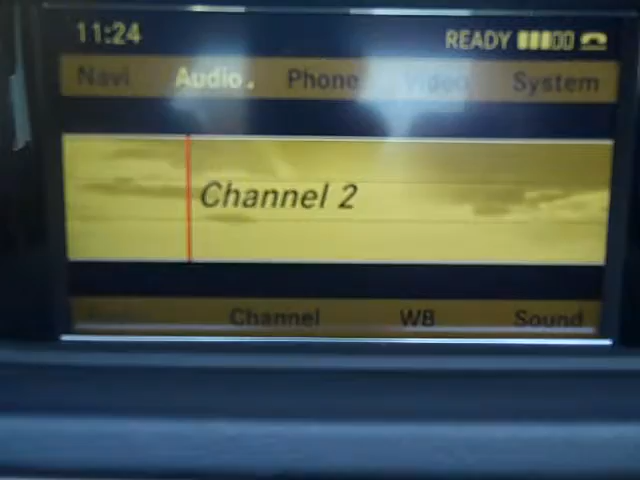 11:24 READY
Navi Audio. Phone Video System
Channel 2
Channel WB Sound